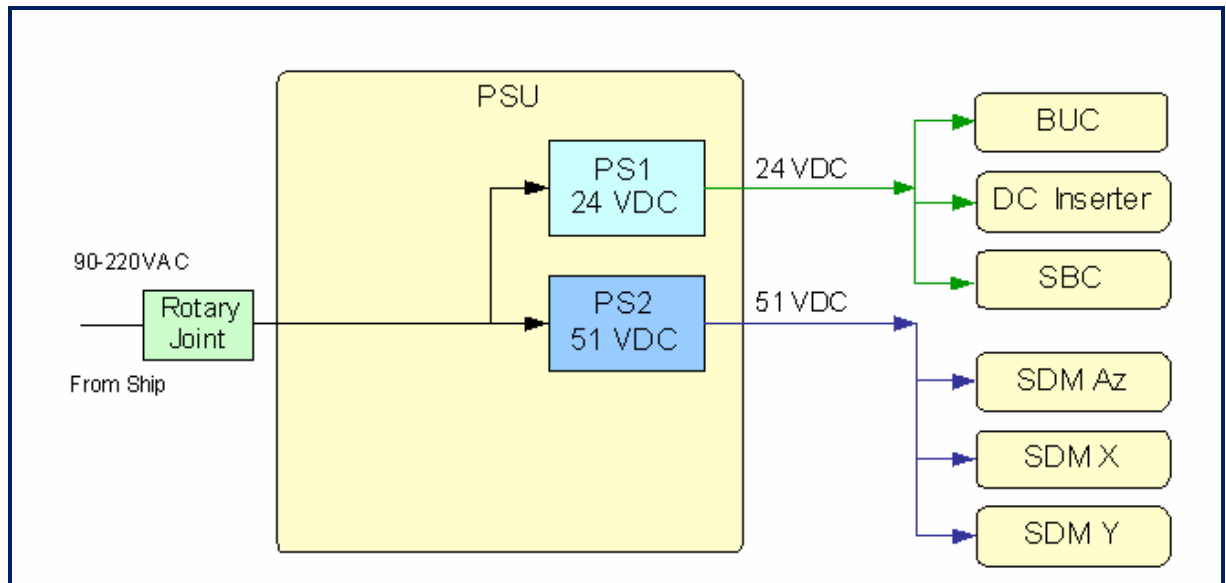 PSU
PS1
24 VDC
24 VDC
BUC
DC Inserter
SBC
90-220VAC
Rotary
Joint
From Ship
PS2
51 VDC
51 VDC
SDM Az
SDM X
SDM Y